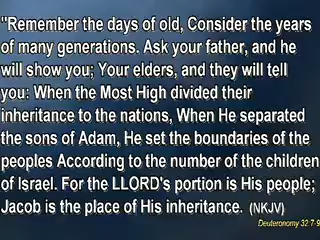 "Remember the days of old, Consider the years
of many generations. Ask your father, and he
will show you; Your elders, and they will tell
you: When the Most High divided their
inheritance to the nations, When He separated
the sons of Adam, He set the boundaries of the
peoples According to the number of the children
of Israel. For the LLORD's portion is His people;
Jacob is the place of His inheritance. (NKJV)
Deuteronomy 32:7-9